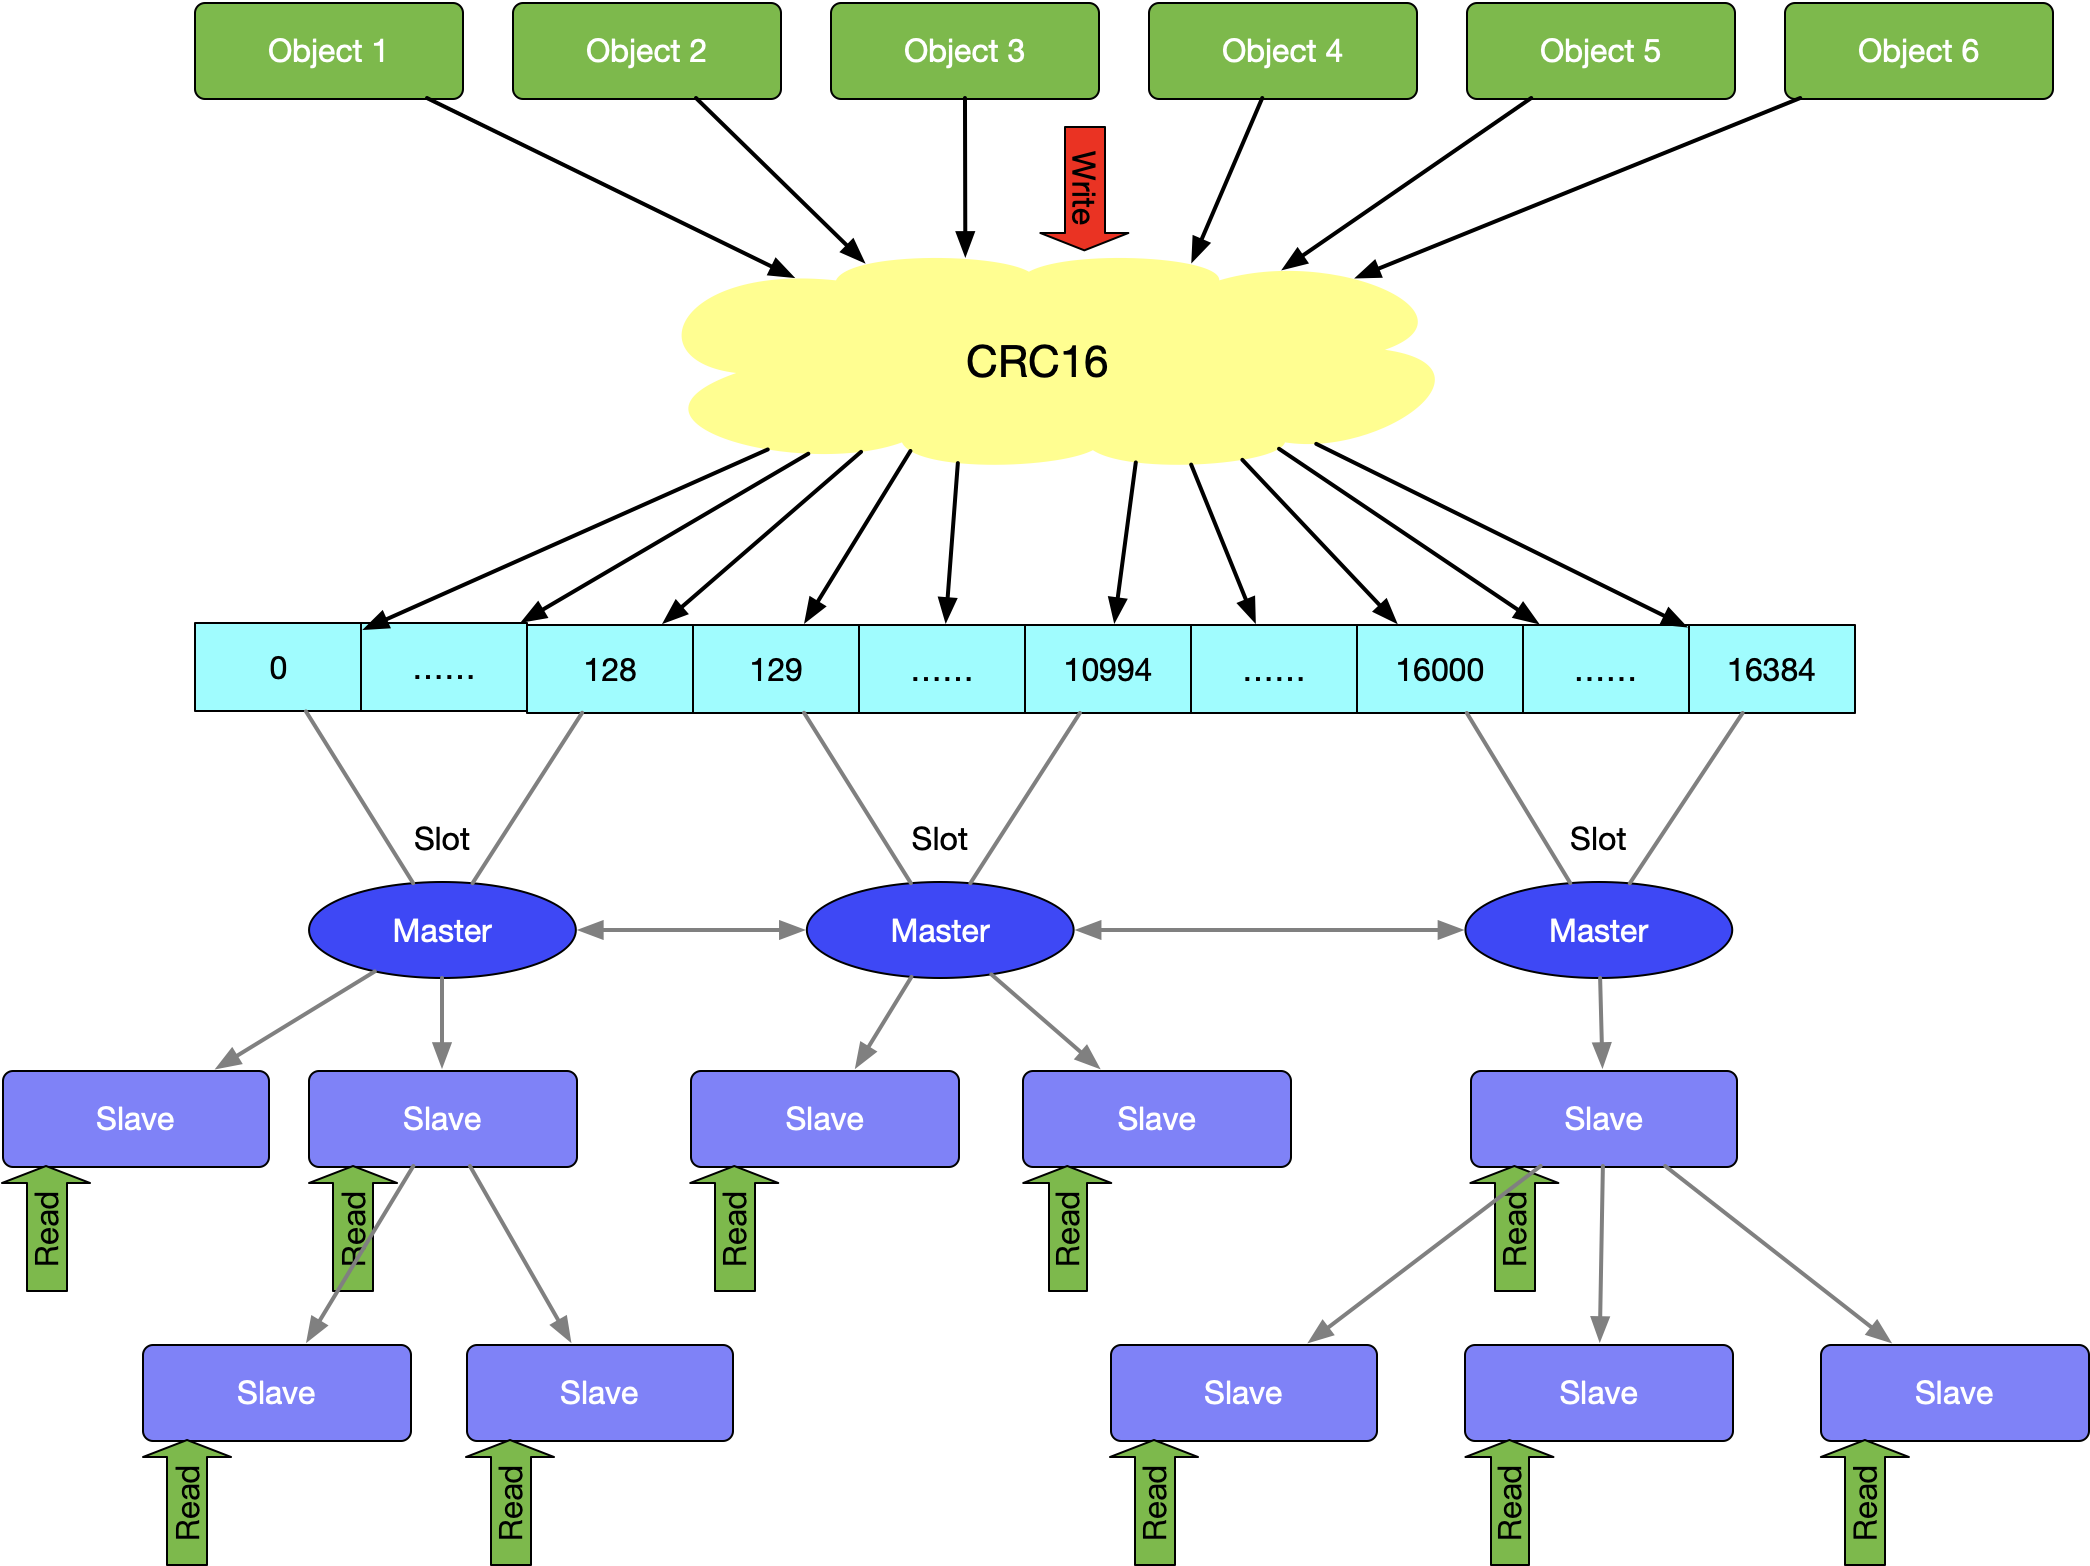 Object 1
Object 2
Object 3
Object 4
Object 5
Object 6
Write
CRC16
0
......
128
129
......
10994
......
16000
......
16384
Slot
Slot
Slot
Master
Master
Master
Slave
Slave
Slave
Slave
Slave
Read
Read
Read
Read
Read
Slave
Slave
Slave
Slave
Slave
Read
Read
Read
Read
Read